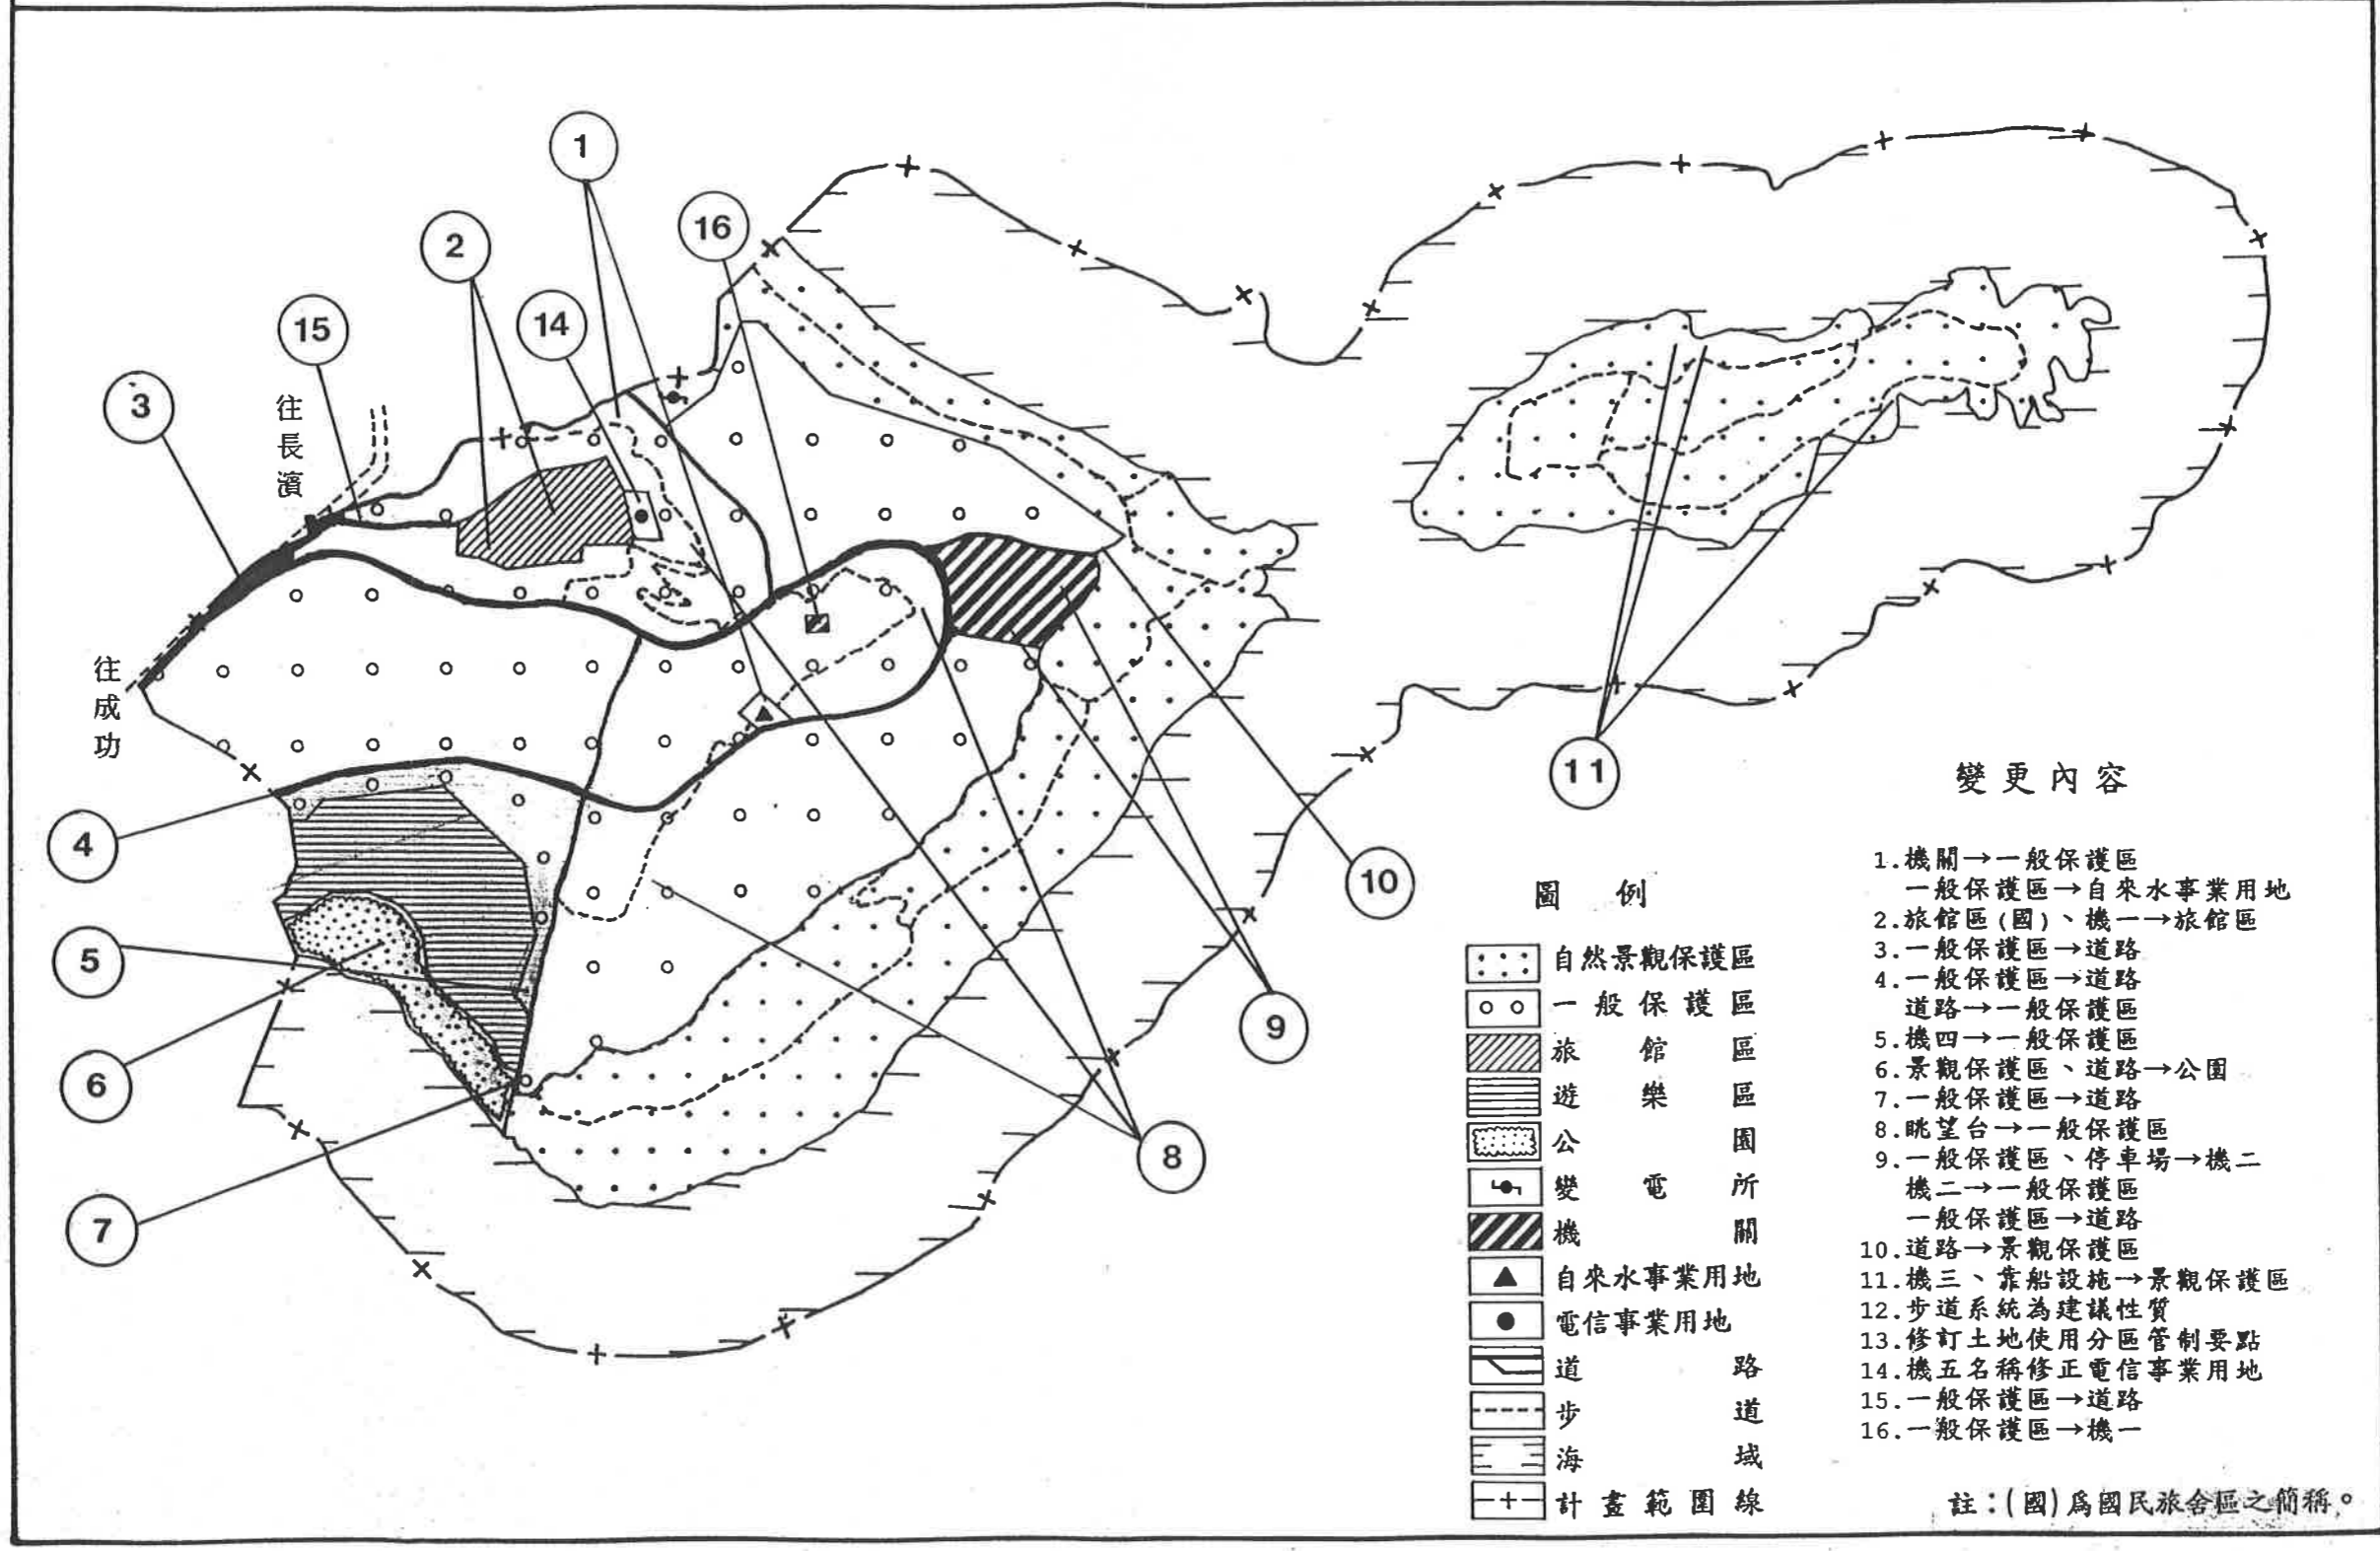 1
16
2
14
15
3
往長濱
往成功
4
5
6
7
8
9
10
11
圖例
自然景觀保護區
一般保護區
旅館區
遊樂區
公園
變電所
機關
自來水事業用地
電信事業用地
道路
步道
海域
計畫範圍線
變更內容
1.機關→一般保護區
一般保護區→自來水事業用地
2.旅館區(國)、機一→旅館區
3.一般保護區→道路
4.一般保護區→道路
道路→一般保護區
5.機四→一般保護區
6.景觀保護區、道路→公園
7.一般保護區→道路
8.眺望台→一般保護區
9.一般保護區、停車場→機二
機二→一般保護區
一般保護區→道路
10.道路→景觀保護區
11.機三、靠船設施→景觀保護區
12.步道系統為建議性質
13.修訂土地使用分區管制要點
14.機五名稱修正電信事業用地
15.一般保護區→道路
16.一般保護區→機一
註：(國)爲國民旅舍區之簡稱。